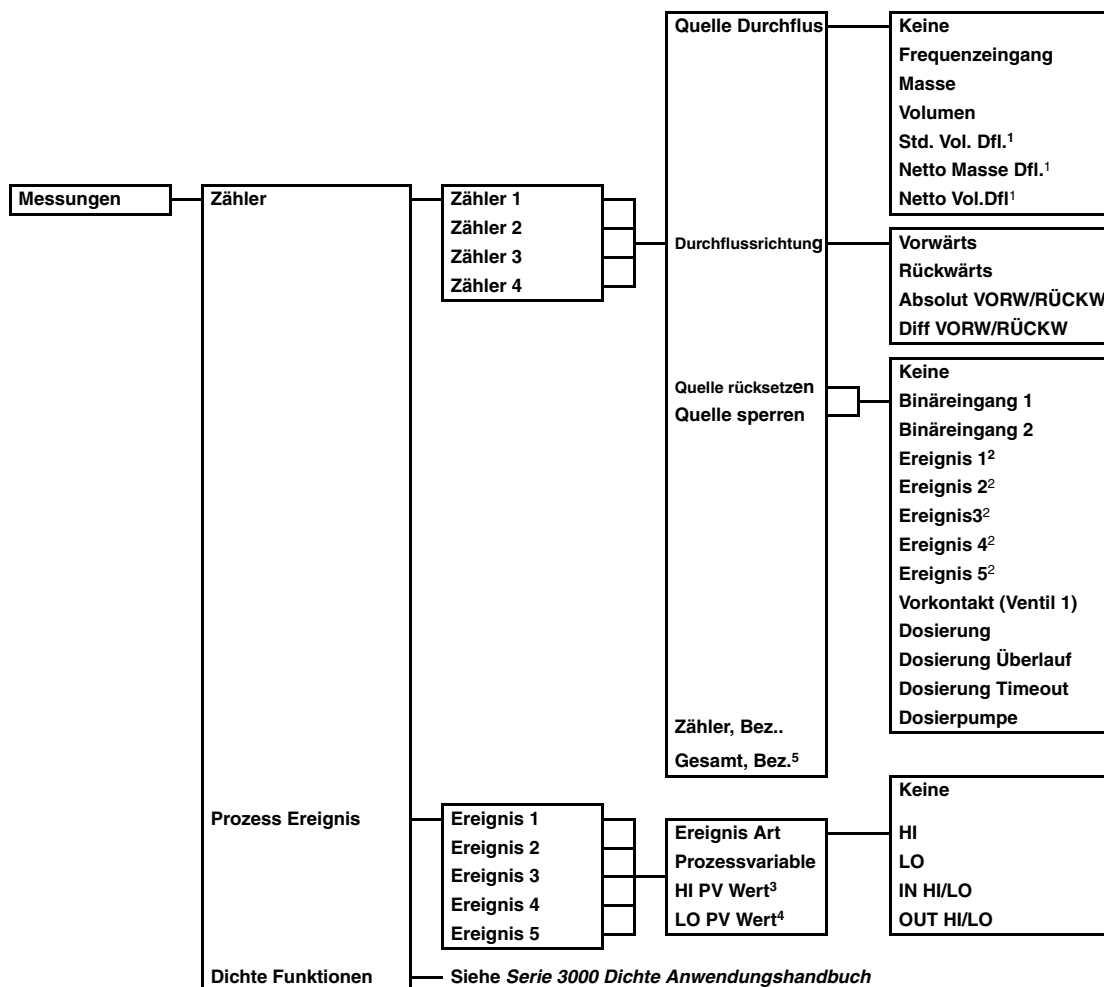 Quelle Durchflus
Keine
Frequenzeingang
Masse
Volumen
Std. Vol. Dfl.¹
Netto Masse Dfl.¹
Netto Vol.Dfl¹
Messungen
Zähler
Zähler 1
Zähler 2
Zähler 3
Zähler 4
Durchflussrichtung
Vorwärts
Rückwärts
Absolut VORW/RÜCKW
Diff VORW/RÜCKW
Quelle rücksetzen
Quelle sperren
Keine
Binäreingang 1
Binäreingang 2
Ereignis 1²
Ereignis 2²
Ereignis3²
Ereignis 4²
Ereignis 5²
Vorkontakt (Ventil 1)
Dosierung
Dosierung Überlauf
Dosierung Timeout
Dosierpumpe
Zähler, Bez..
Gesamt, Bez.⁵
Prozess Ereignis
Ereignis 1
Ereignis 2
Ereignis 3
Ereignis 4
Ereignis 5
Ereignis Art
Prozessvariable
HI PV Wert³
LO PV Wert⁴
Keine
HI
LO
IN HI/LO
OUT HI/LO
Dichte Funktionen
Siehe Serie 3000 Dichte Anwendungshandbuch